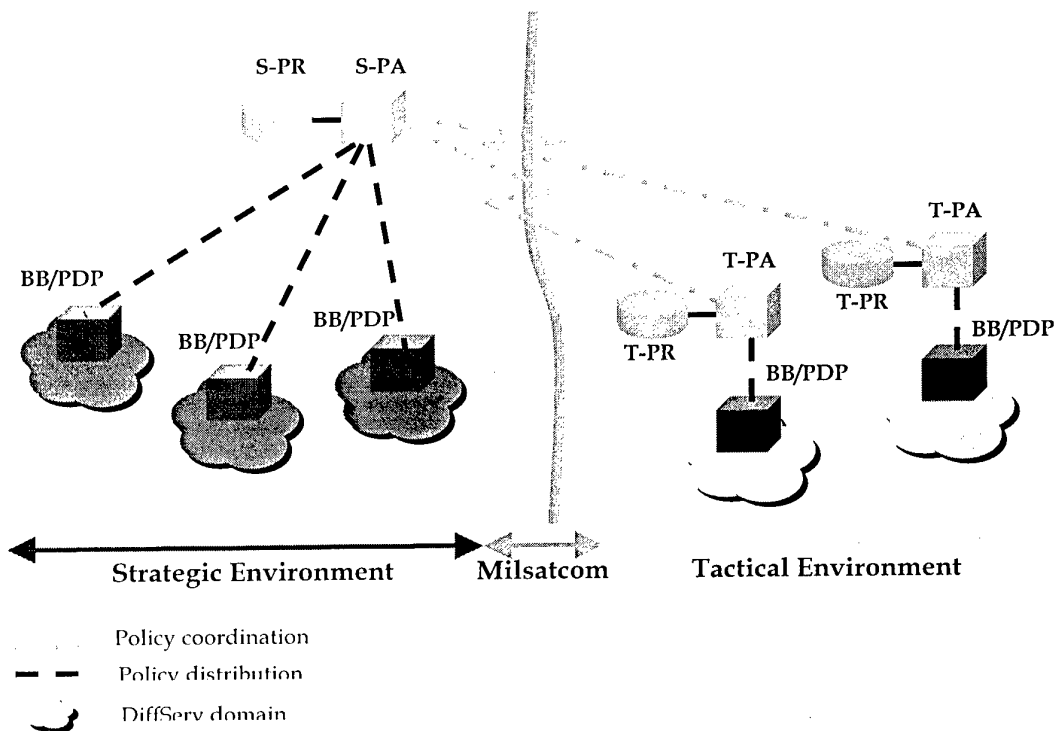 S-PR S-PA
T-PA
T-PA
T-PR
BB/PDP
BB/PDP
BB/PDP
T-PR
BB/PDP
BB/PDP
Strategic Environment
Milsatcom
Tactical Environment
Policy coordination
Policy distribution
DiffServ domain